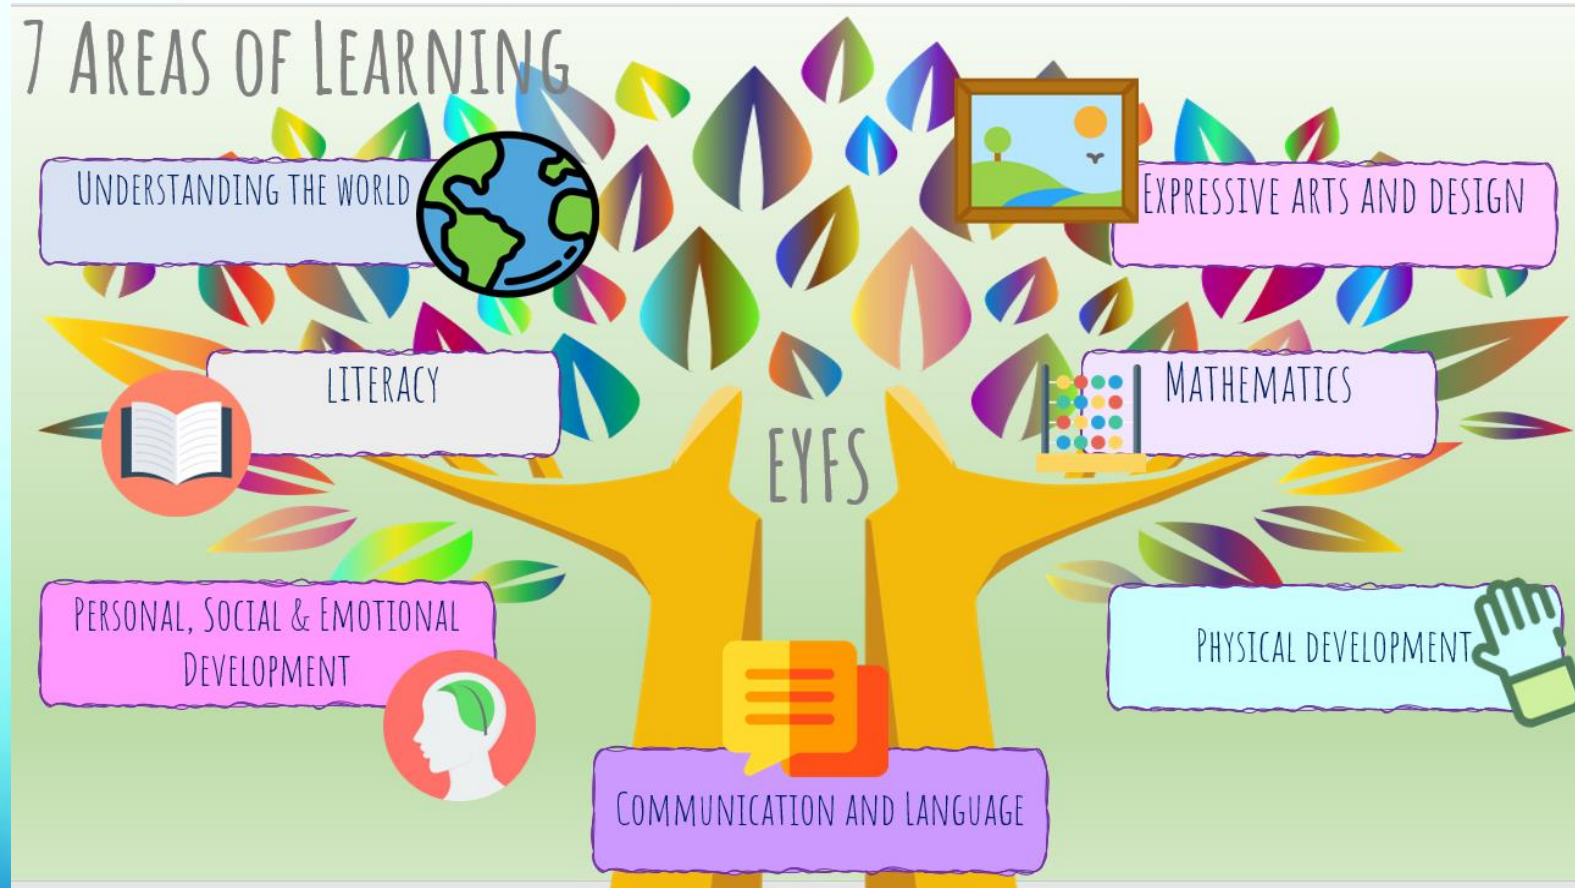 7 Areas of Learning
Understanding the world
Expressive arts and design
literacy
Mathematics
EYFS
Personal, Social & Emotional
Development
Physical development
Communication and Language